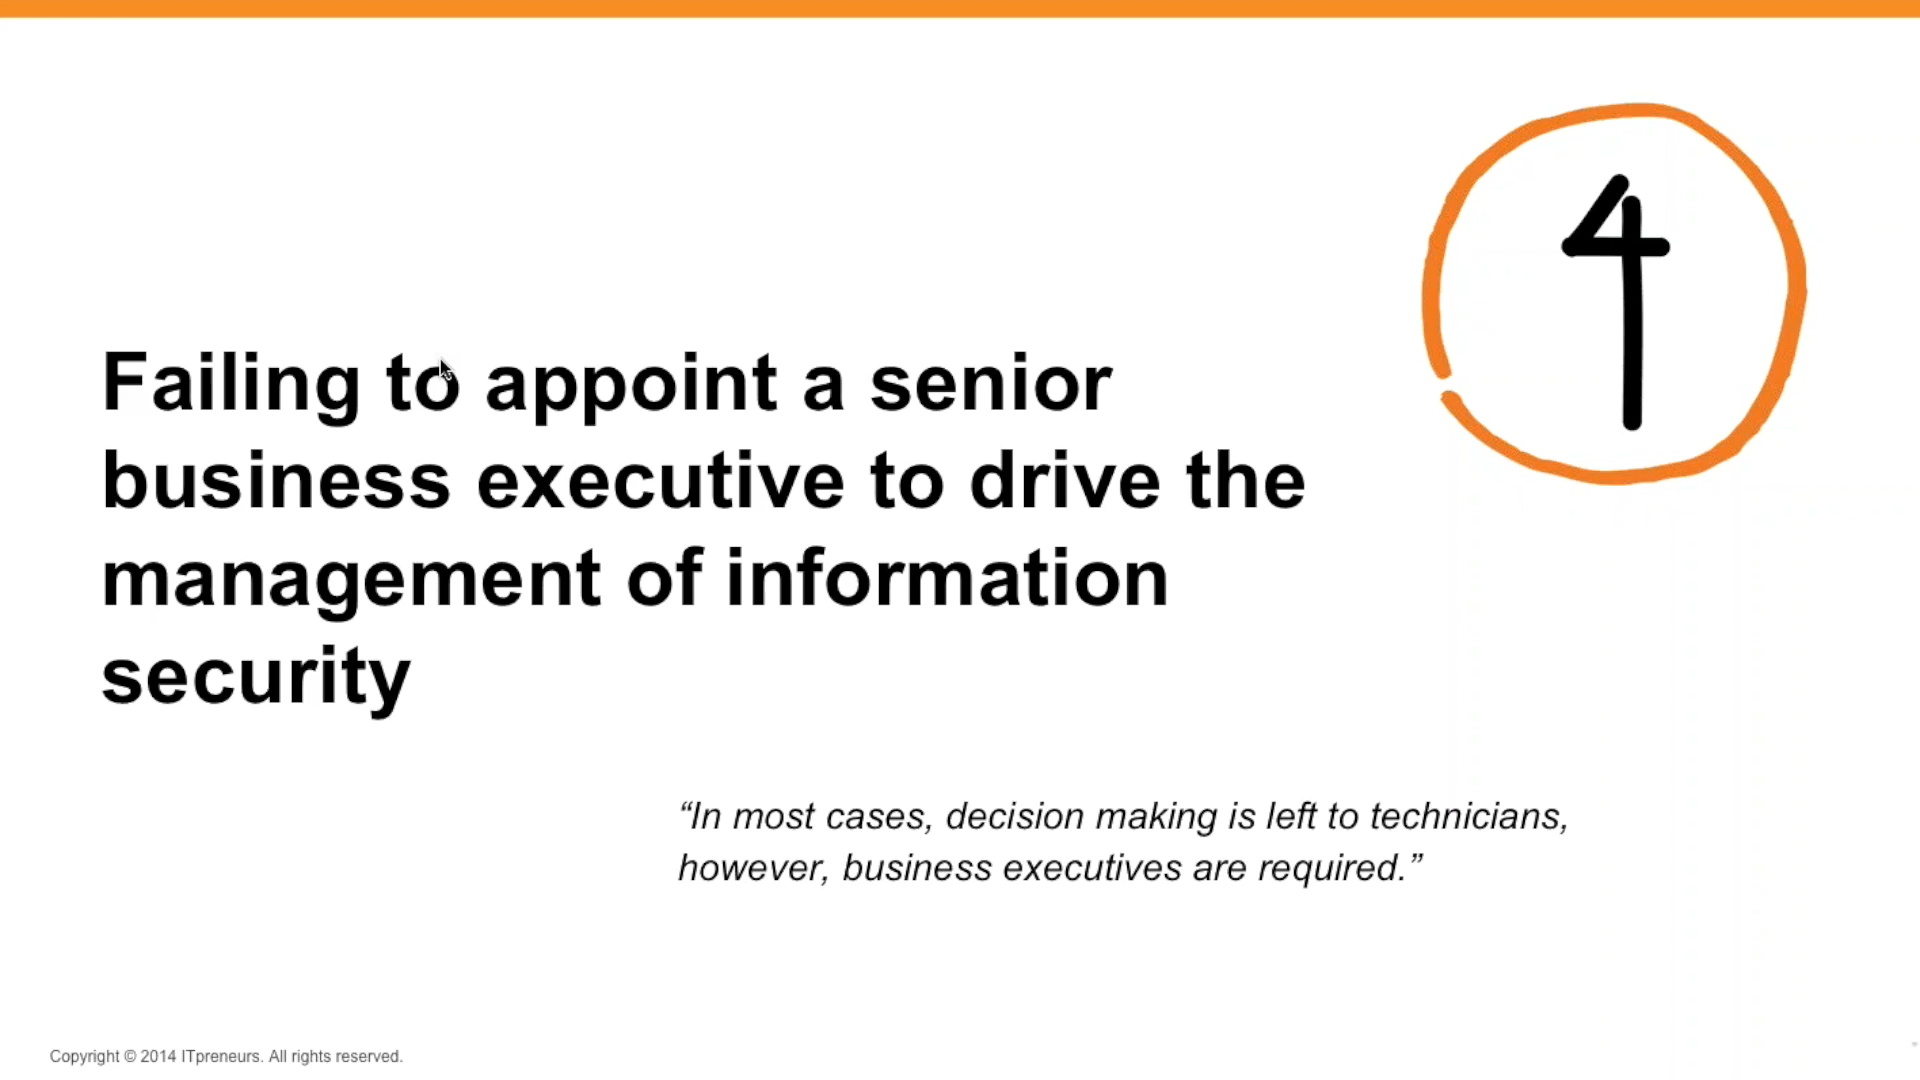 4
Failing to appoint a senior
business executive to drive the
management of information
security
“In most cases, decision making is left to technicians,
however, business executives are required.”
Copyright © 2014 ITpreneurs. All rights reserved.